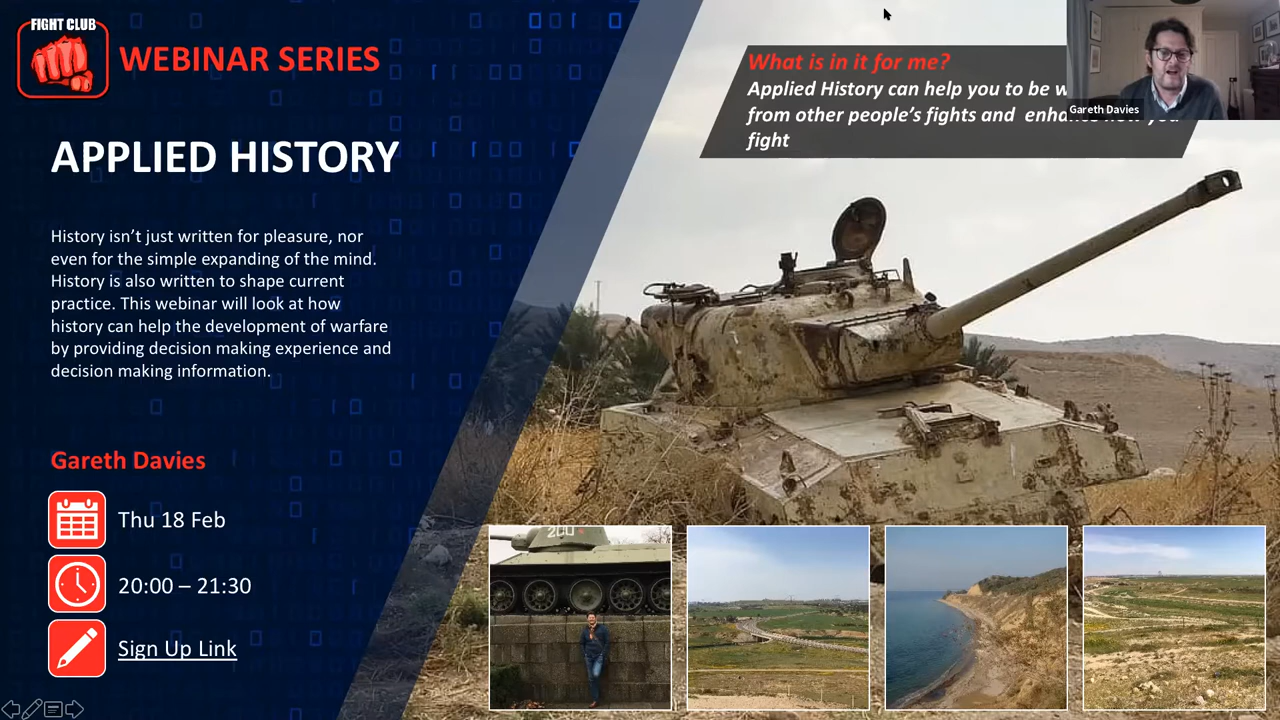 FIGHT CLUB
WEBINAR SERIES
APPLIED HISTORY
History isn’t just written for pleasure, nor
even for the simple expanding of the mind.
History is also written to shape current
practice. This webinar will look at how
history can help the development of warfare
by providing decision making experience and
decision making information.
Gareth Davies
Thu 18 Feb
20:00 – 21:30
Sign Up Link
What is in it for me?
Applied History can help you to be
from other people’s fights and
fight
Gareth Davies
200